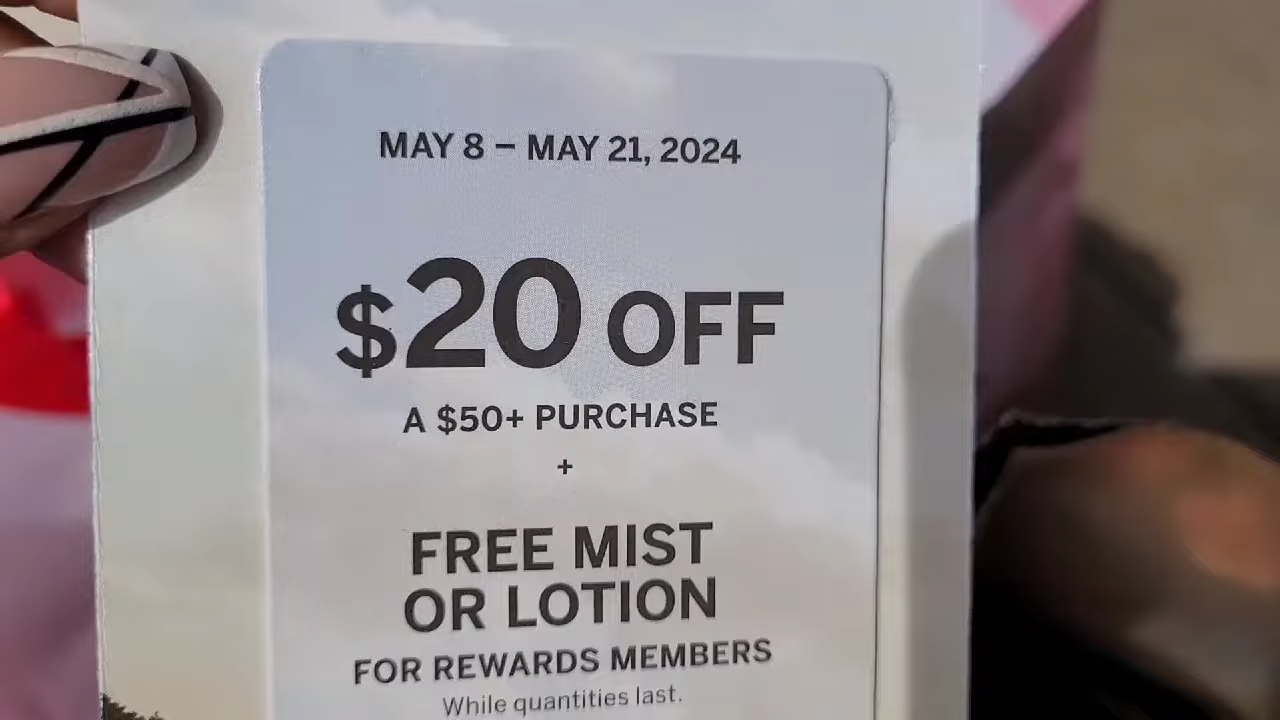 MAY 8 – MAY 21, 2024
$20 OFF
A $50+ PURCHASE
+
FREE MIST
OR LOTION
FOR REWARDS MEMBERS
While quantities last.